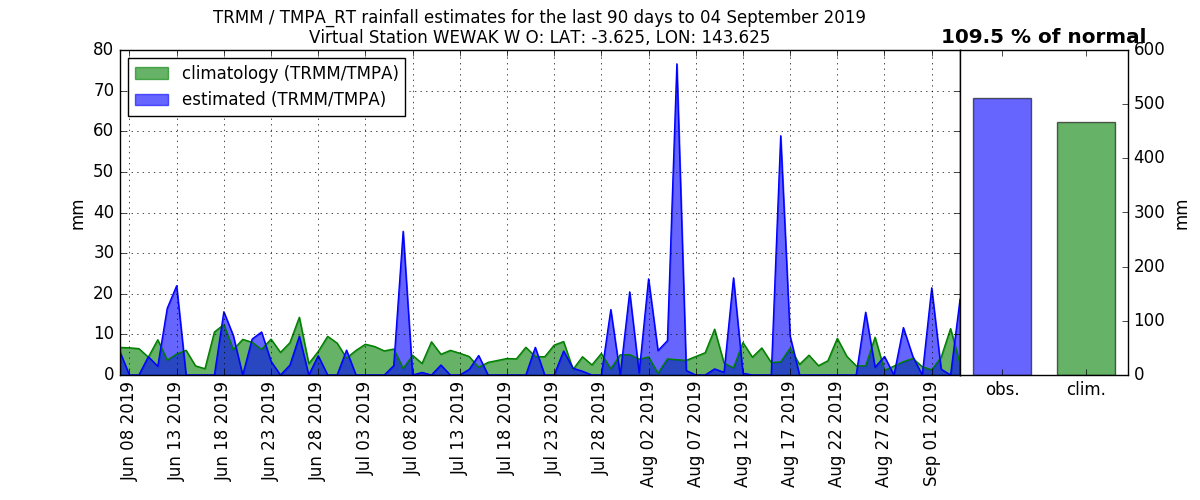 TRMM / TMPA_RT rainfall estimates for the last 90 days to 04 September 2019
Virtual Station WEWAK W O: LAT: -3.625, LON: 143.625
109.5 % of normal
climatology (TRMM/TMPA)
estimated (TRMM/TMPA)
mm
80
70
60
50
40
30
20
10
0
Jun 08 2019
Jun 13 2019
Jun 18 2019
Jun 23 2019
Jun 28 2019
Jul 03 2019
Jul 08 2019
Jul 13 2019
Jul 18 2019
Jul 23 2019
Jul 28 2019
Aug 02 2019
Aug 07 2019
Aug 12 2019
Aug 17 2019
Aug 22 2019
Aug 27 2019
Sep 01 2019
600
500
400
300
200
100
0
mm
obs.
clim.